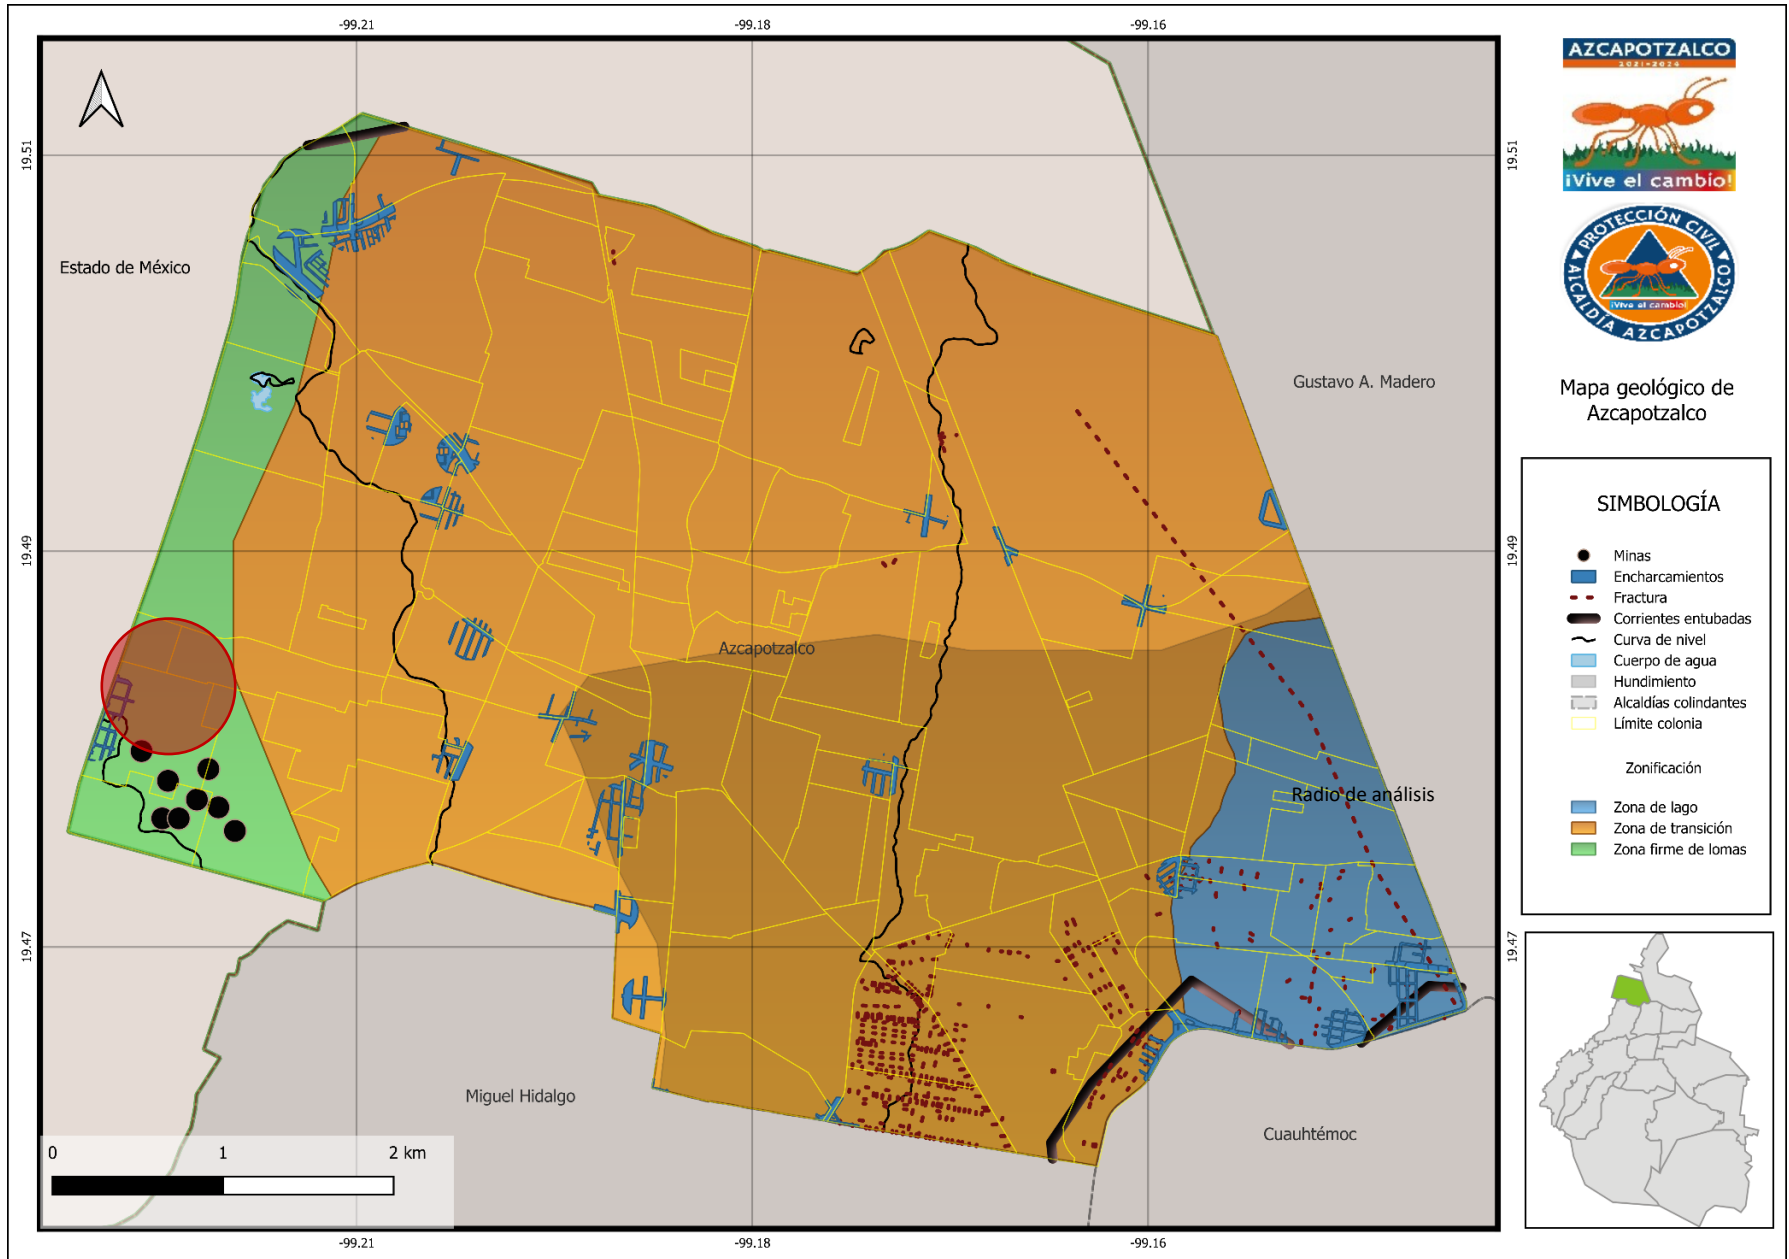 -99.21
-99.18
-99.16
AZCAPOTZALCO
2021-2024
¡Vive el cambio!
19.51
19.51
PROTECCIÓN CIVIL
¡Vive el cambio!
ALCALDÍA AZCAPOTZALCO
Estado de México
Gustavo A. Madero
Mapa geológico de
Azcapotzalco
SIMBOLOGÍA
19.49
19.49
Minas
Encharcamientos
Fractura
Corrientes entubadas
Curva de nivel
Cuerpo de agua
Hundimiento
Alcaldías colindantes
Límite colonia
Azcapotzalco
Zonificación
Radio de análisis
Zona de lago
Zona de transición
Zona firme de lomas
19.47
19.47
Miguel Hidalgo
Cuauhtémoc
0 1 2 km
-99.21
-99.18
-99.16